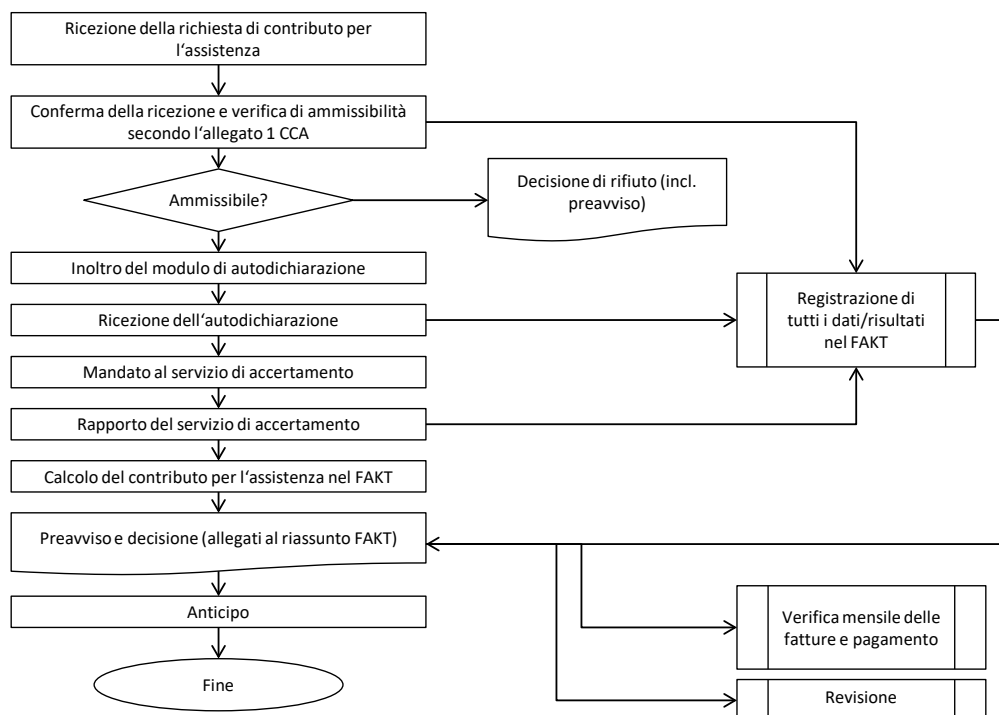 Ricezione della richiesta di contributo per
l‘assistenza
Conferma della ricezione e verifica di ammissibilità
secondo l‘allegato 1 CCA
Ammissibile?
Decisione di rifiuto (incl.
preavviso)
Inoltro del modulo di autodichiarazione
Ricezione dell‘autodichiarazione
Registrazione di
tutti i dati/risultati
nel FAKT
Mandato al servizio di accertamento
Rapporto del servizio di accertamento
Calcolo del contributo per l‘assistenza nel FAKT
Preavviso e decisione (allegati al riassunto FAKT)
Anticipo
Verifica mensile delle
fatture e pagamento
Fine
Revisione